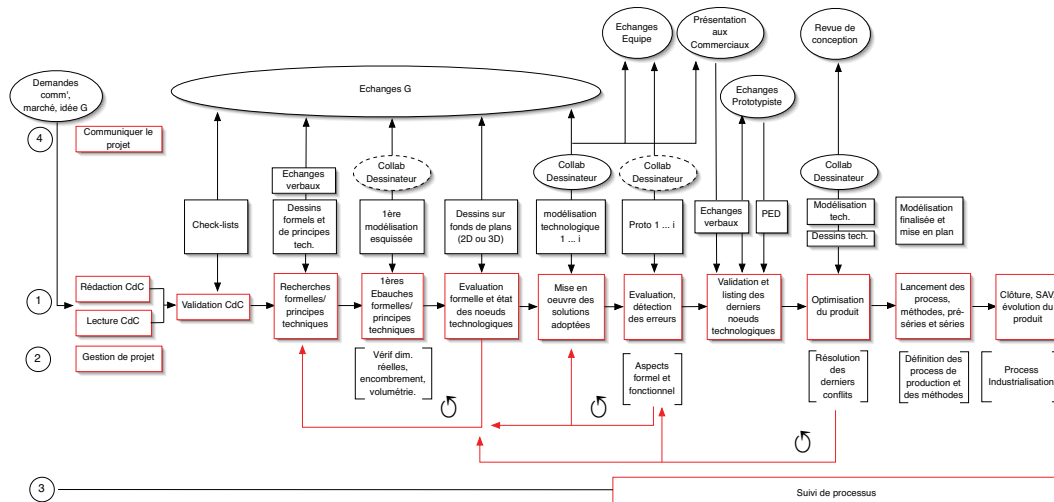 Echanges
Equipe
Présentation
aux
Commerciaux
Revue de
conception
Demandes
comm',
marché, idée G
Echanges G
Echanges
Prototypiste
4
Communiquer le
projet
Collab
Dessinateur
Collab
Dessinateur
Collab
Dessinateur
Collab
Dessinateur
Echanges
verbaux
Check-lists
Dessins
formels et
de principes
tech.
1ère
modélisation
esquissée
Dessins sur
fonds de plans
(2D ou 3D)
modélisation
technologique
1 ... i
Proto 1 ... i
Echanges
verbaux
PED
Modélisation
tech.
Dessins tech.
Modélisation
finalisée et
mise en plan
1
Rédaction CdC
Lecture CdC
Validation CdC
Recherches
formelles/
principes
techniques
1ères
Ebauches
formelles/
principes
techniques
Evaluation
formelle et état
des noeuds
technologiques
Mise en
oeuvre des
solutions
adoptées
Evaluation,
détection
des erreurs
Validation et
listing des
derniers
noeuds
technologiques
Optimisation
du produit
Lancement des
process,
méthodes, pré-
séries et séries
Clôture, SAV,
évolution du
produit
2
Gestion de projet
Vérif dim.
réelles,
encombrement,
volumétrie.
Aspects
formel et
fonctionnel
Résolution
des
derniers
conflits
Définition des
process de
production et
des méthodes
Process
Industrialisation
3
Suivi de processus